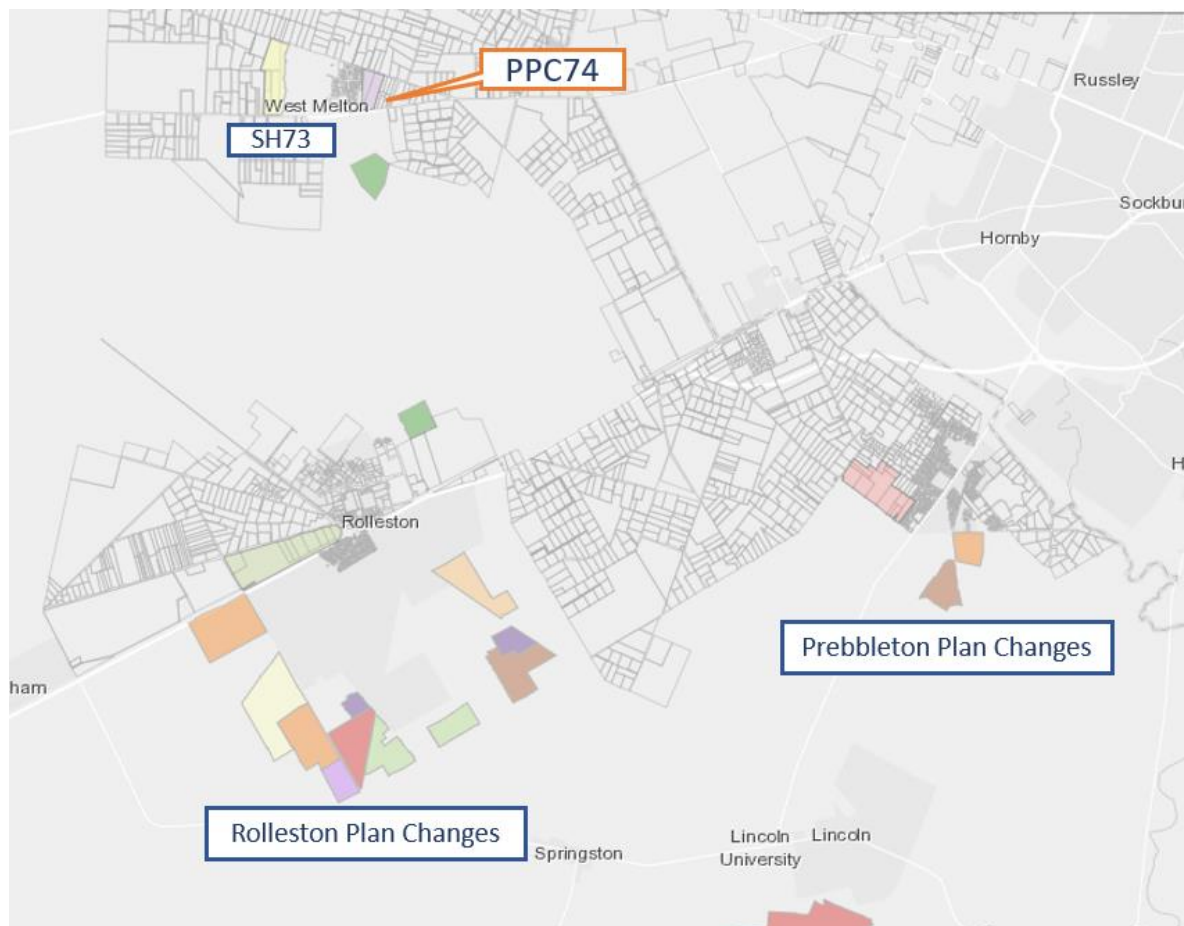 PPC74
Russley
West Melton
SH73
Sockbu
Hornby
H
Rolleston
Prebbleton Plan Changes
ham
Rolleston Plan Changes
Springston
Lincoln
University
Lincoln